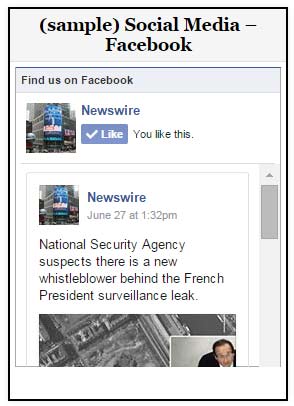 (sample) Social Media –
Facebook
Find us on Facebook
Newswire
Like You like this.
Newswire
June 27 at 1:32pm
National Security Agency
suspects there is a new
whistleblower behind the French
President surveillance leak.